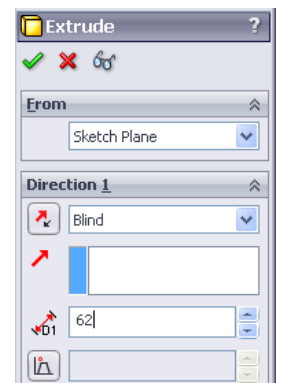 Extrude ?
From
Sketch Plane
Direction 1
Blind
D1 62